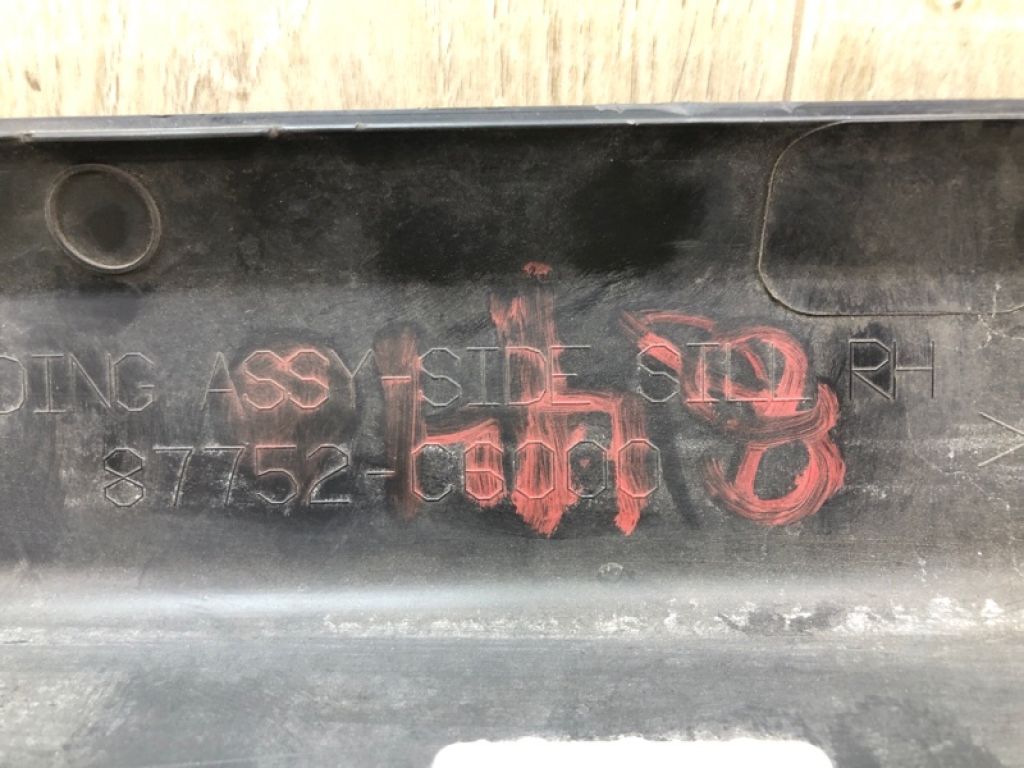 DING ASSY-SIDE SILL RH
87752-C6000